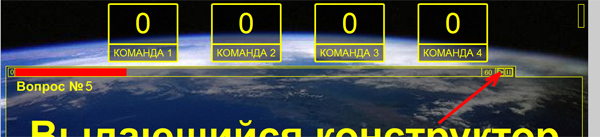 0 0 0 0
КОМАНДА 1 КОМАНДА 2 КОМАНДА 3 КОМАНДА 4
0 60
Вопрос №5
Выдающийся конструктор